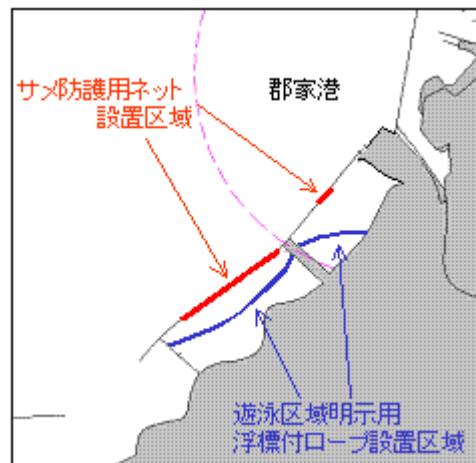 サメ防護用ネット
設置区域
郡家港
遊泳区域明示用
浮標付ロープ設置区域